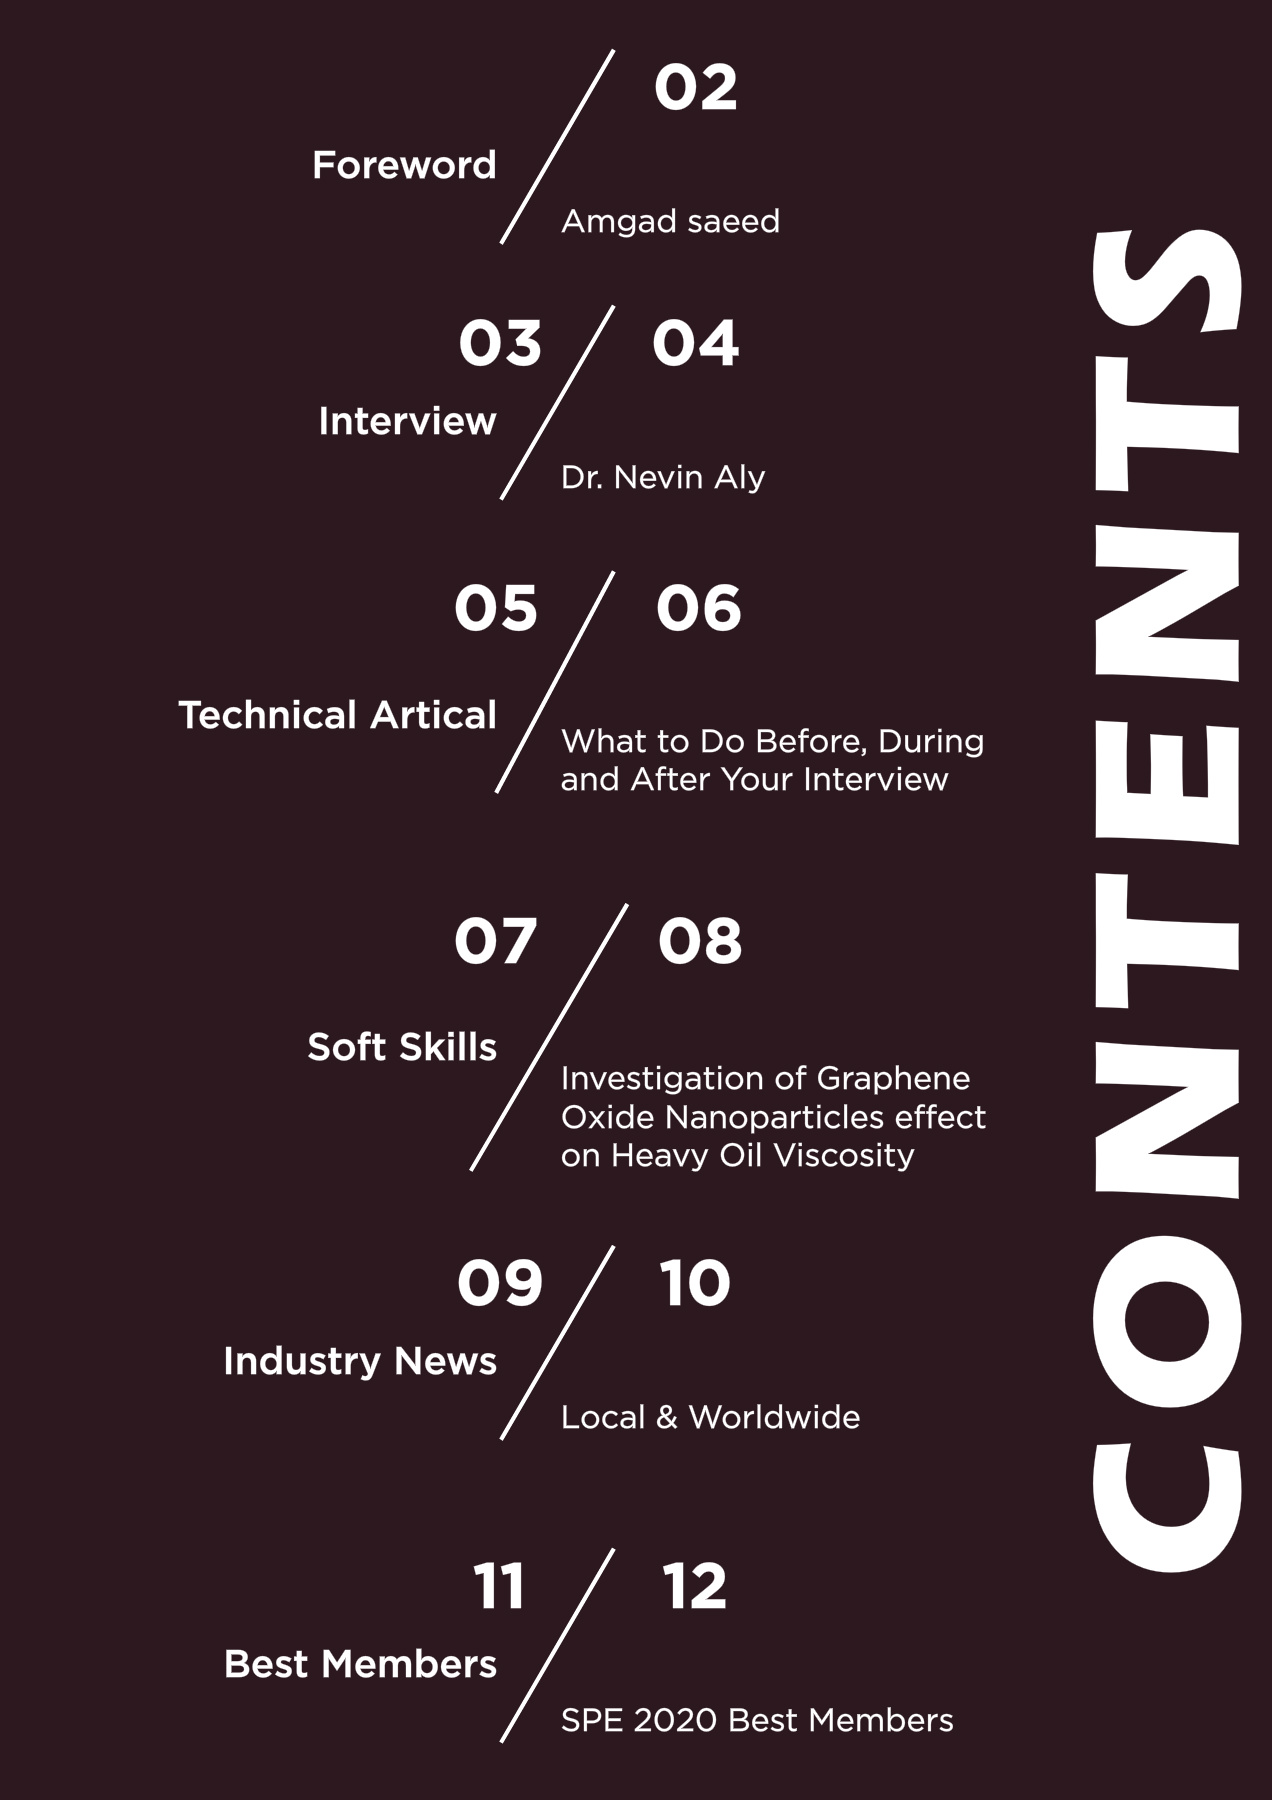 02
Foreword
Amgad saeed
03 04
Interview
Dr. Nevin Aly
05 06
Technical Artical
What to Do Before, During
and After Your Interview
07 08
Soft Skills
Investigation of Graphene
Oxide Nanoparticles effect
on Heavy Oil Viscosity
09 10
Industry News
Local & Worldwide
11 12
Best Members
SPE 2020 Best Members
CONTENTS